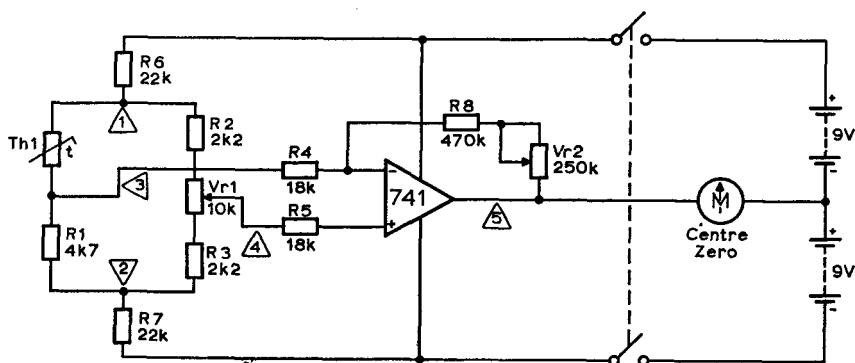 R6
22k
1
R2
2k2
Th1
t
3
R4
18k
R8
470k
Vr2
250k
Vr1
10k
R5
18k
4
-
741
+
5
R1
4k7
2
R3
2k2
R7
22k
M
Centre
Zero
+
9V
-
+
9V
-